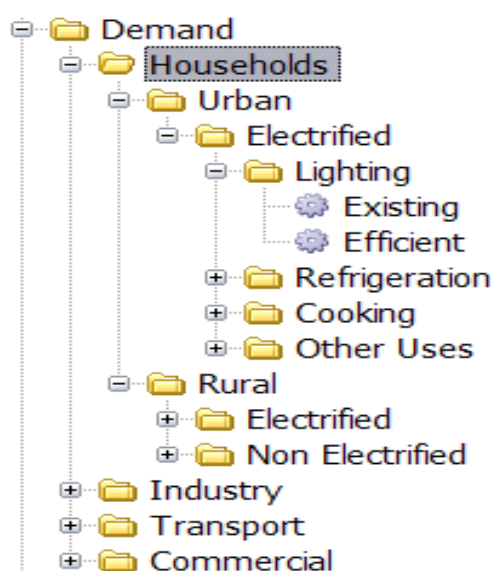 Demand
Households
Urban
Electrified
Lighting
Existing
Efficient
Refrigeration
Cooking
Other Uses
Rural
Electrified
Non Electrified
Industry
Transport
Commercial